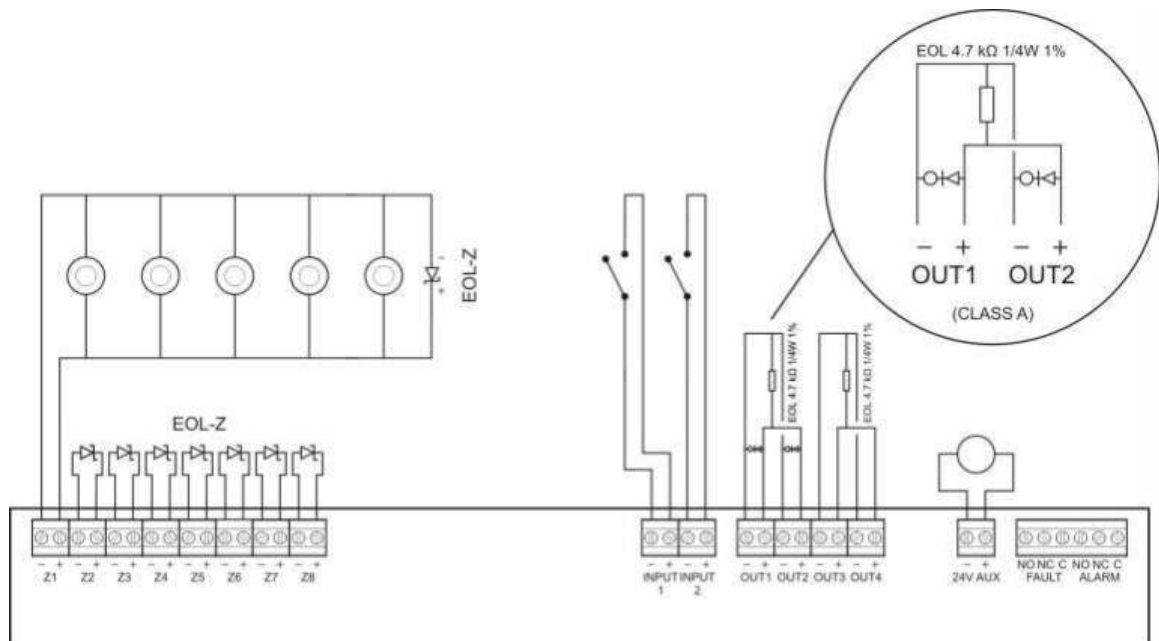 EOL 4.7 kΩ 1/4W 1%
- + - +
OUT1 OUT2
(CLASS A)
- +
EOL-Z
EOL-Z
EOL 4.7 kΩ 1/4W 1%
EOL 4.7 kΩ 1/4W 1%
- + - + - + - + - + - + - + - +
Z1 Z2 Z3 Z4 Z5 Z6 Z7 Z8
- + - +
INPUT 1 INPUT 2
- + - + - + - +
OUT1 OUT2 OUT3 OUT4
- +
24V AUX
NO NC C NO NC C
FAULT ALARM